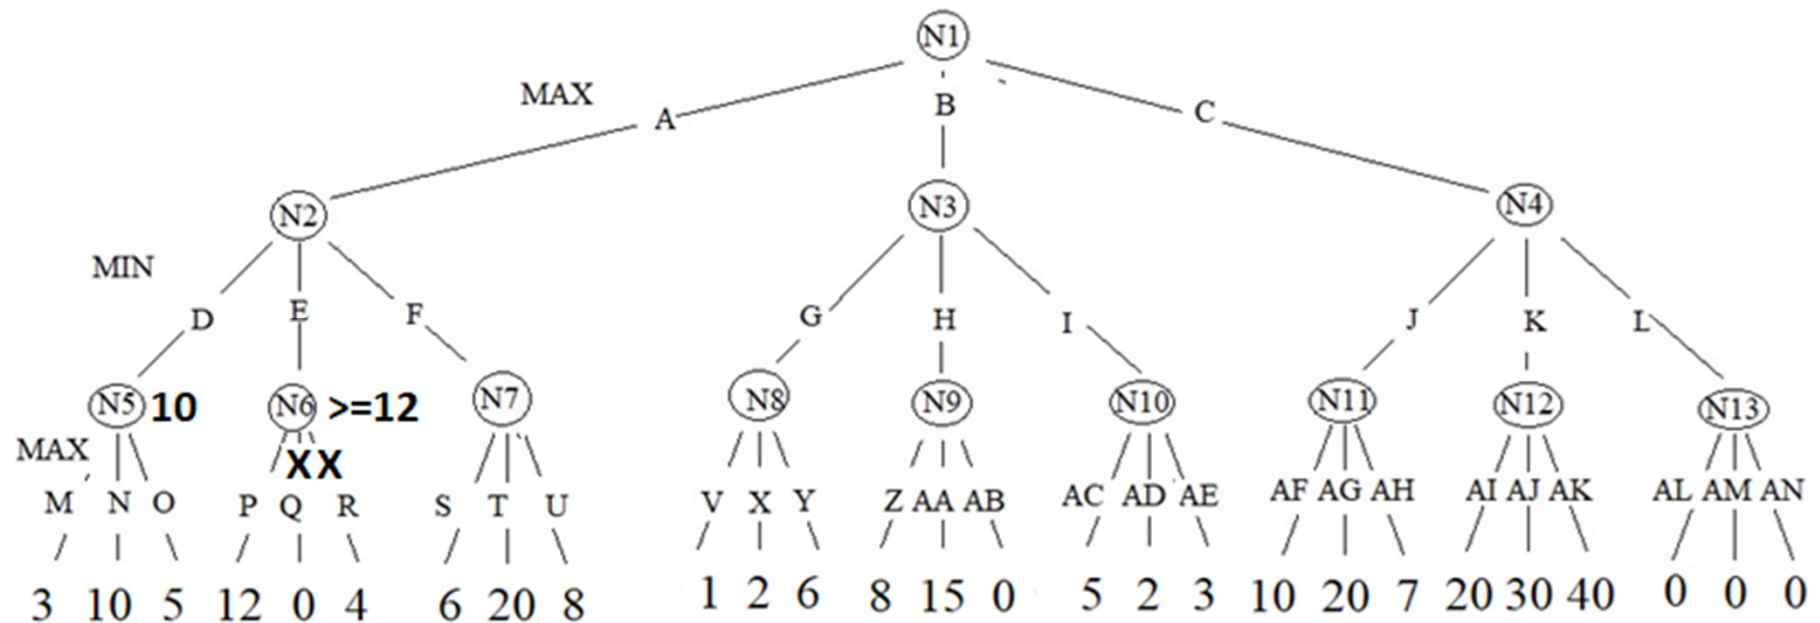 N1
MAX
A
B
C
N2
N3
N4
MIN
D
E
F
G
H
I
J
K
L
N5 10
N6 >=12
N7
N8
N9
N10
N11
N12
N13
MAX
X X
M N O P Q R S T U V X Y Z AA AB AC AD AE AF AG AH AI AJ AK AL AM AN
3 10 5 12 0 4 6 20 8 1 2 6 8 15 0 5 2 3 10 20 7 20 30 40 0 0 0